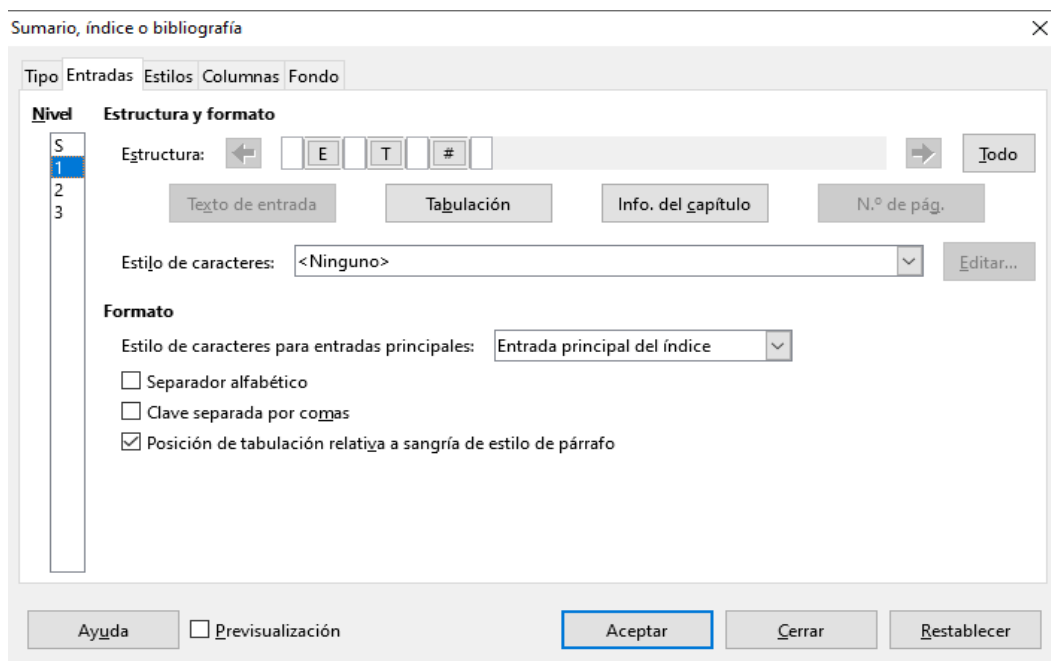 Sumario, índice o bibliografía
Tipo Entradas Estilos Columnas Fondo
Nivel
S
1
2
3
Estructura y formato
Estructura: E T # Todo
Texto de entrada Tabulación Info. del capítulo N.º de pág.
Estilo de caracteres: <Ninguno> Editar...
Formato
Estilo de caracteres para entradas principales: Entrada principal del índice
Separador alfabético
Clave separada por comas
Posición de tabulación relativa a sangría de estilo de párrafo
Ayuda Previsualización Aceptar Cerrar Restablecer